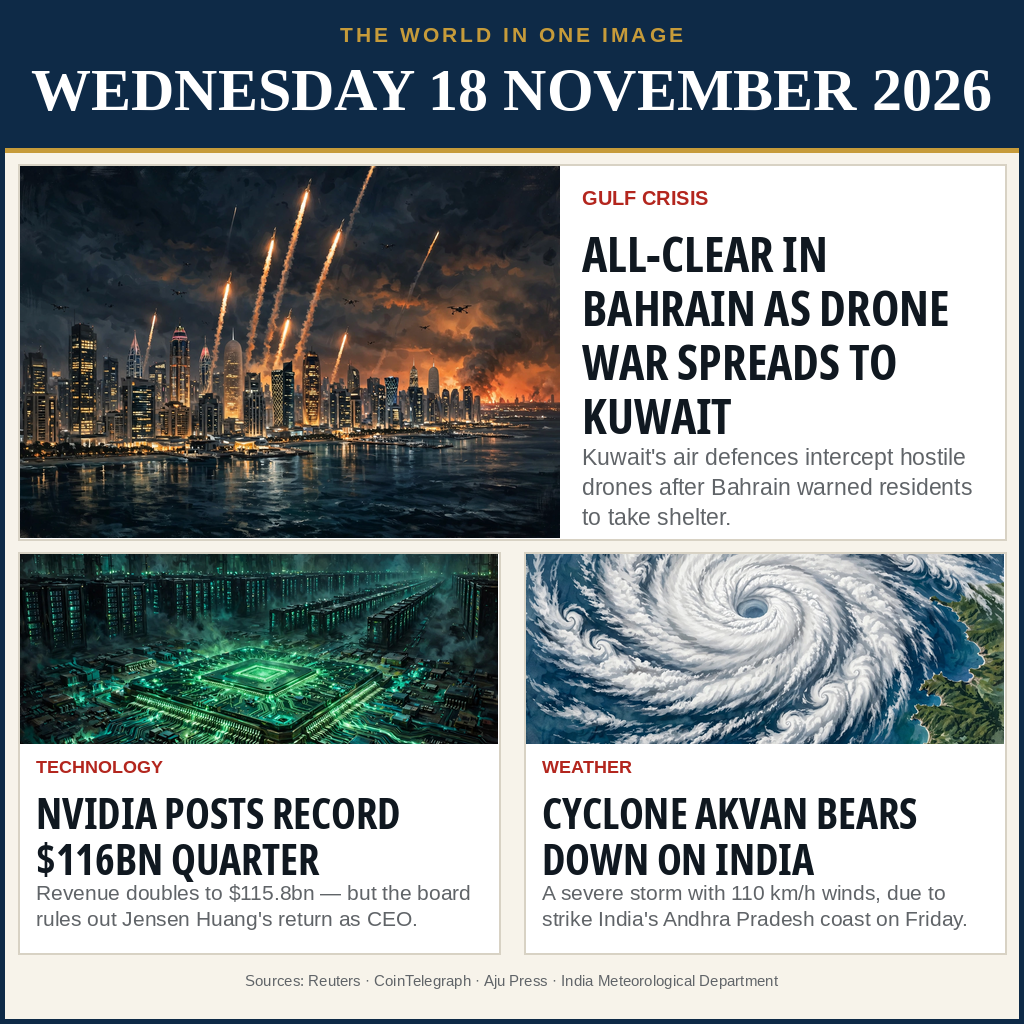 THE WORLD IN ONE IMAGE
WEDNESDAY 18 NOVEMBER 2026
GULF CRISIS
ALL-CLEAR IN
BAHRAIN AS DRONE
WAR SPREADS TO
KUWAIT
Kuwait's air defences intercept hostile
drones after Bahrain warned residents
to take shelter.
TECHNOLOGY
NVIDIA POSTS RECORD
$116BN QUARTER
Revenue doubles to $115.8bn — but the board
rules out Jensen Huang's return as CEO.
WEATHER
CYCLONE AKVAN BEARS
DOWN ON INDIA
A severe storm with 110 km/h winds, due to
strike India's Andhra Pradesh coast on Friday.
Sources: Reuters · CoinTelegraph · Aju Press · India Meteorological Department